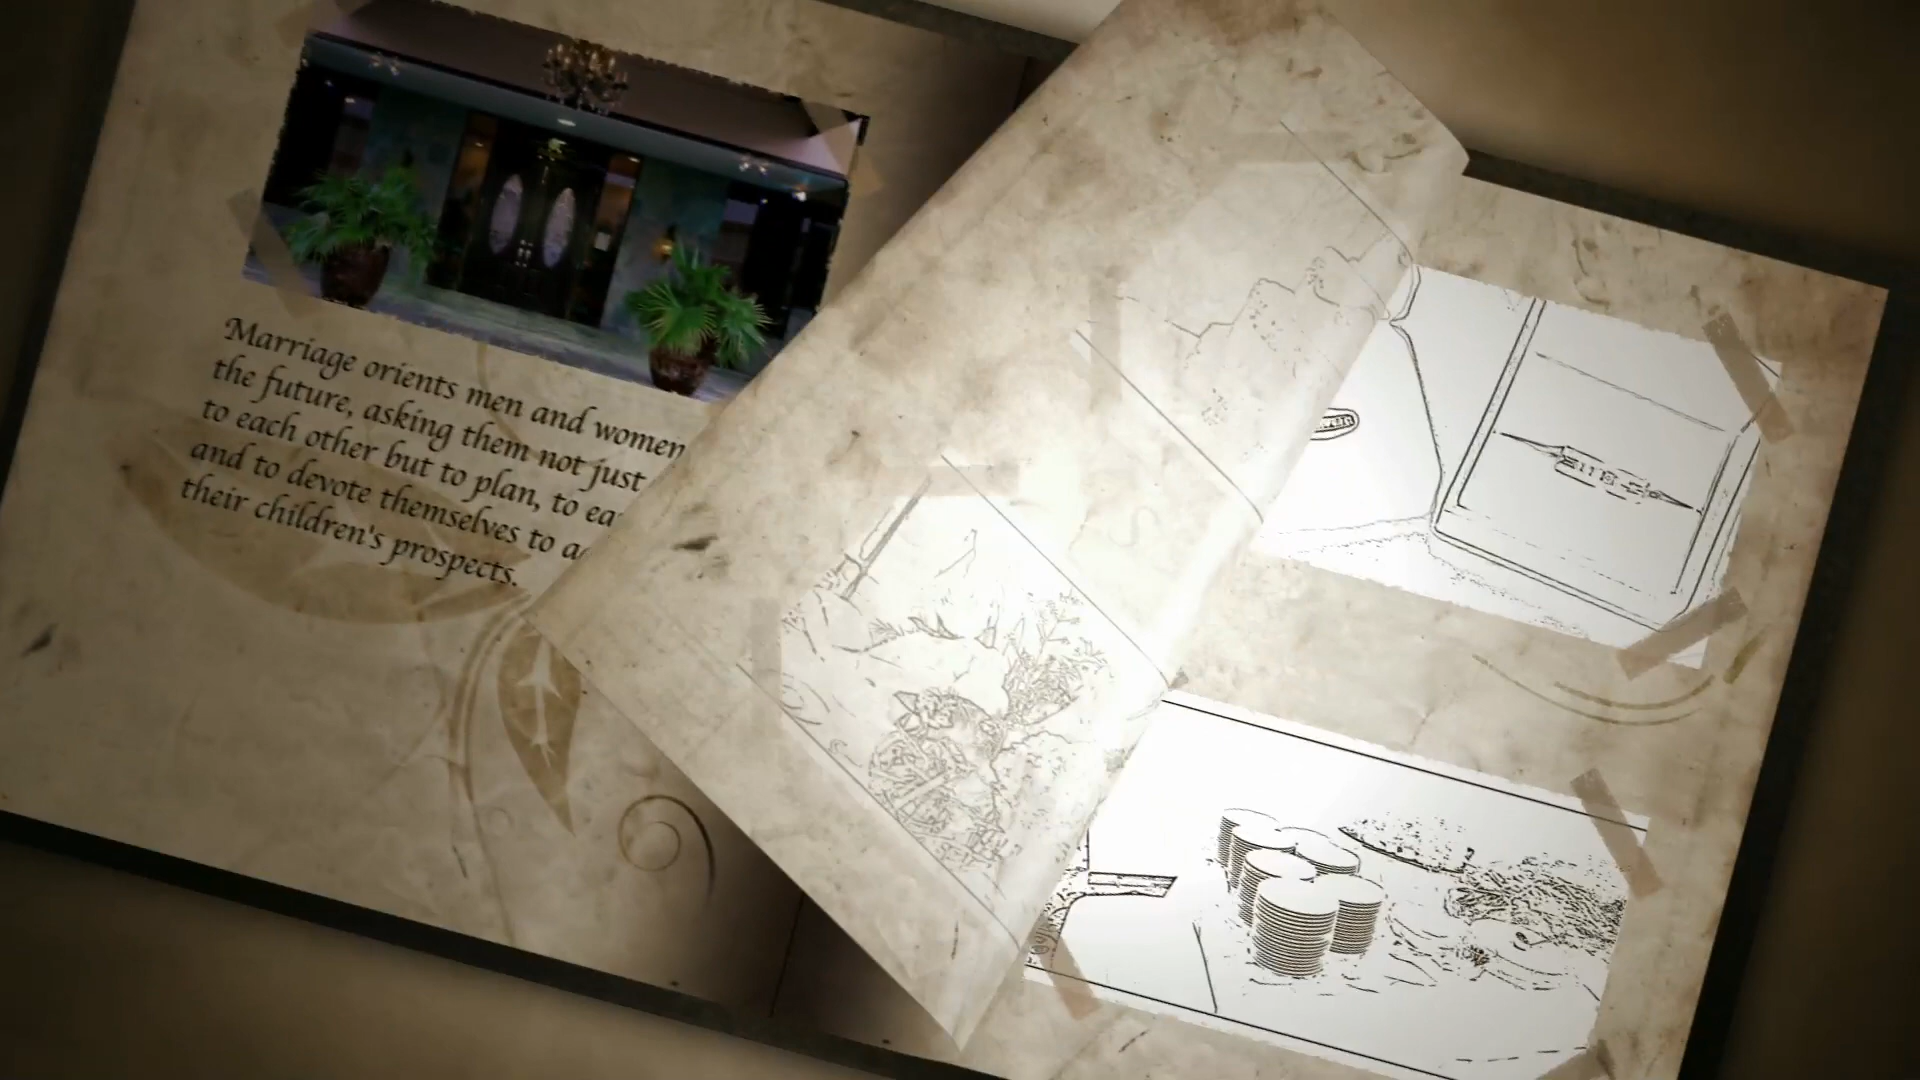 Marriage orients men and women
the future, asking them not just
to each other but to plan, to
and to devote themselves to
their children's prospects.